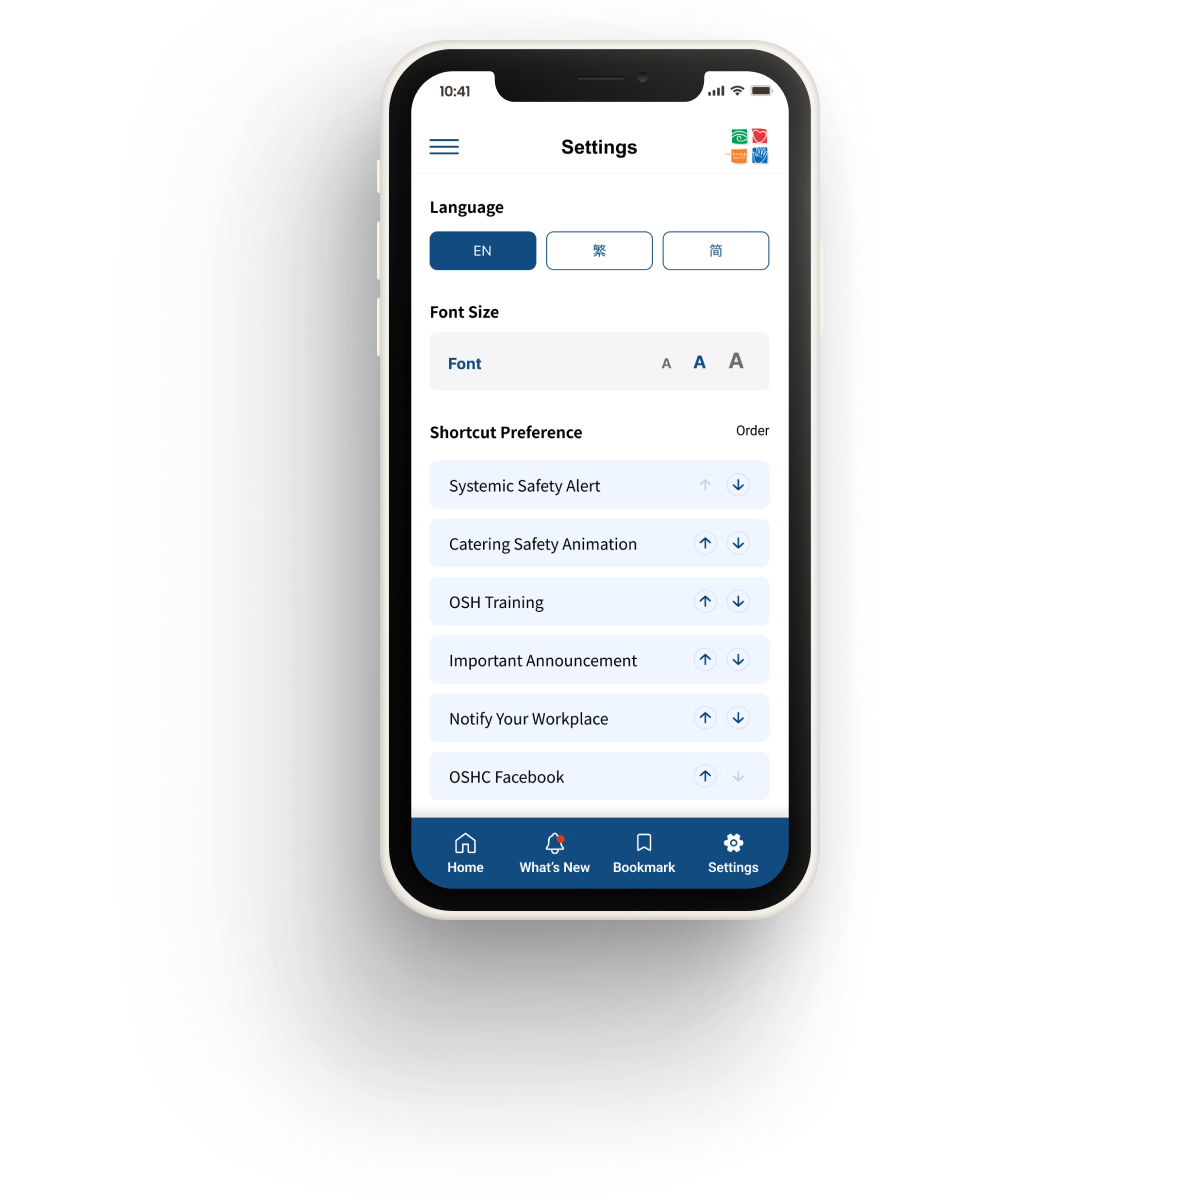 10:41
Settings
Language
EN 繁 简
Font Size
Font A A A
Shortcut Preference Order
Systemic Safety Alert
Catering Safety Animation
OSH Training
Important Announcement
Notify Your Workplace
OSHC Facebook
Home What's New Bookmark Settings